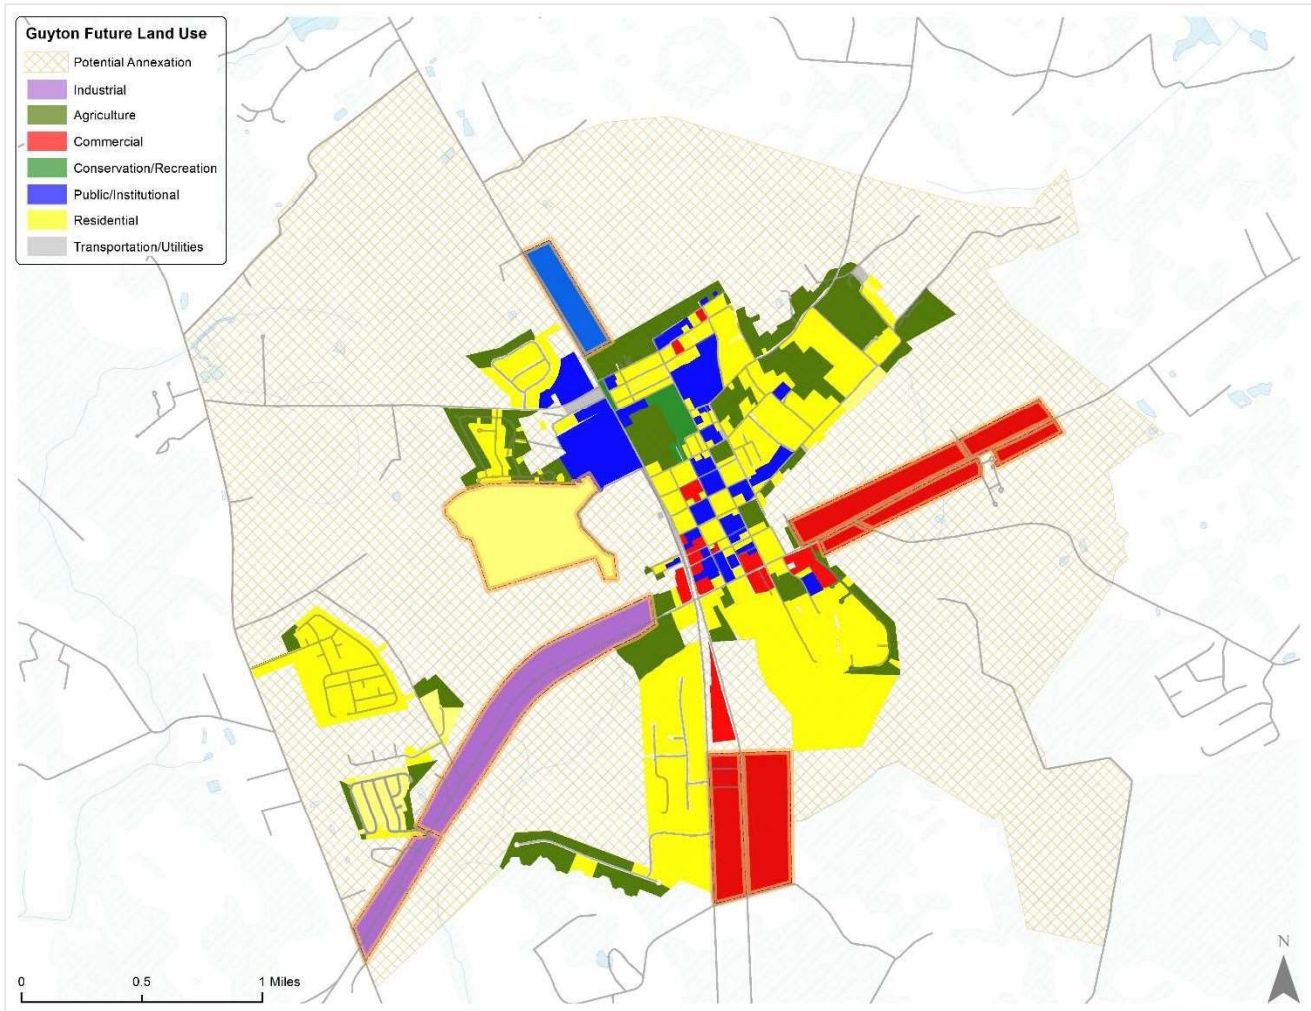 Guyton Future Land Use
Potential Annexation
Industrial
Agriculture
Commercial
Conservation/Recreation
Public/Institutional
Residential
Transportation/Utilities
N
0 0.5 1 Miles